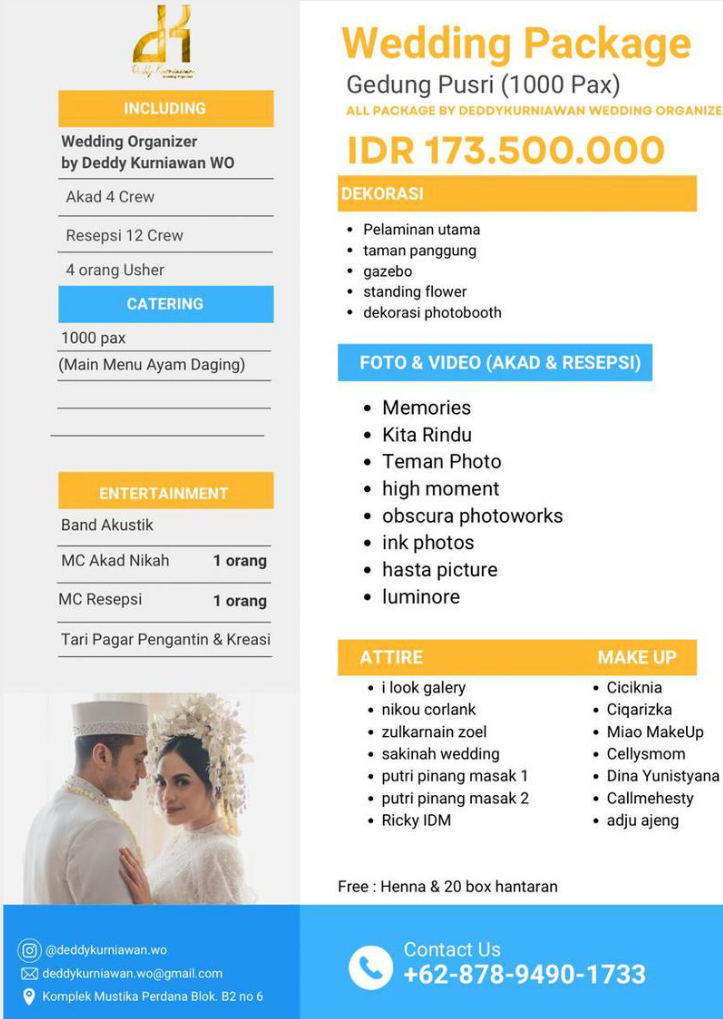 Deddy Kurniawan
INCLUDING
Wedding Organizer
by Deddy Kurniawan WO
Akad 4 Crew
Resepsi 12 Crew
4 orang Usher
CATERING
1000 pax
(Main Menu Ayam Daging)
ENTERTAINMENT
Band Akustik
MC Akad Nikah 1 orang
MC Resepsi 1 orang
Tari Pagar Pengantin & Kreasi
Wedding Package
Gedung Pusri (1000 Pax)
ALL PACKAGE BY DEDDYKURNIAWAN WEDDING ORGANIZE
IDR 173.500.000
DEKORASI
• Pelaminan utama
• taman panggung
• gazebo
• standing flower
• dekorasi photobooth
FOTO & VIDEO (AKAD & RESEPSI)
• Memories
• Kita Rindu
• Teman Photo
• high moment
• obscura photoworks
• ink photos
• hasta picture
• luminore
ATTIRE
• i look galery
• nikou corlank
• zulkarnain zoel
• sakinah wedding
• putri pinang masak 1
• putri pinang masak 2
• Ricky IDM
MAKE UP
• Ciciknia
• Ciqarizka
• Miao MakeUp
• Cellysmom
• Dina Yunistyana
• Callmehesty
• adju ajeng
Free : Henna & 20 box hantaran
@deddykurniawan.wo
deddykurniawan.wo@gmail.com
Komplek Mustika Perdana Blok. B2 no 6
Contact Us
+62-878-9490-1733